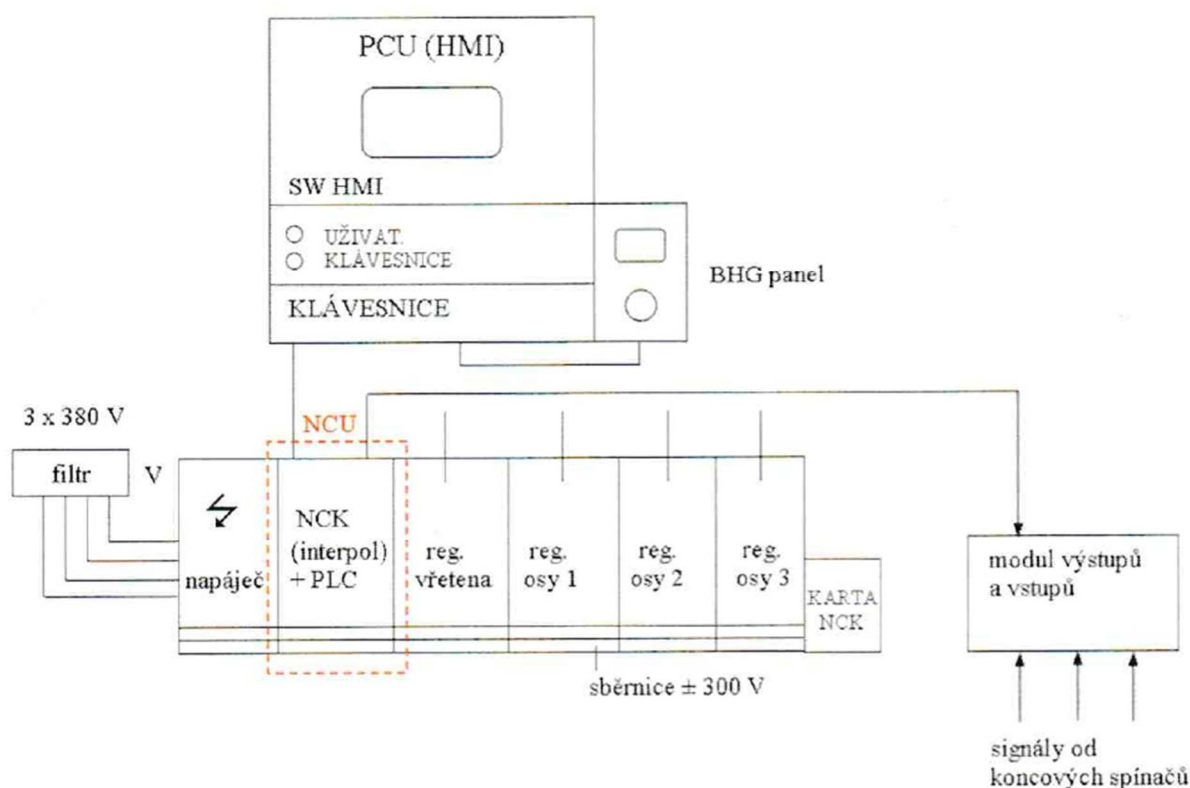 PCU (HMI)
SW HMI
UŽIVAT.
KLÁVESNICE
KLÁVESNICE
BHG panel
3 x 380 V
filtr
V
NCU
napáječ
NCK
(interpol)
+ PLC
reg.
vřetena
reg.
osy 1
reg.
osy 2
reg.
osy 3
KARTA
NCK
sběrnice ± 300 V
modul výstupů
a vstupů
signály od
koncových spínačů